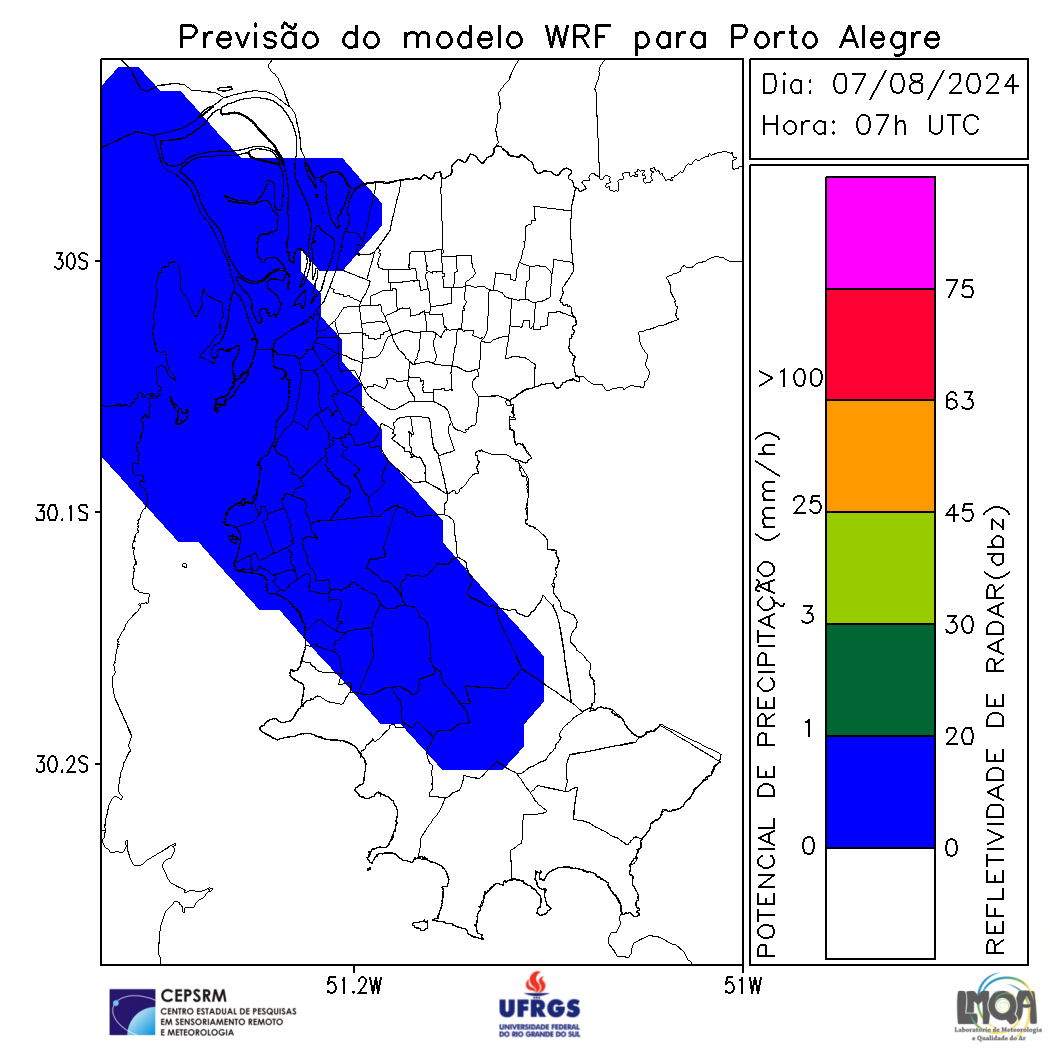 Previsão do modelo WRF para Porto Alegre
Dia: 07/08/2024
Hora: 07h UTC
30S
30.1S
30.2S
51.2W
51W
POTENCIAL DE PRECIPITAÇÃO (mm/h)
>100
25
3
1
0
75
63
45
30
20
0
REFLETIVIDADE DE RADAR(dbz)
CEPSRM
CENTRO ESTADUAL DE PESQUISAS
EM SENSORIAMENTO REMOTO
E METEOROLOGIA
UFRGS
UNIVERSIDADE FEDERAL
DO RIO GRANDE DO SUL
LMQA
Laboratório de Meteorologia
e Qualidade do Ar